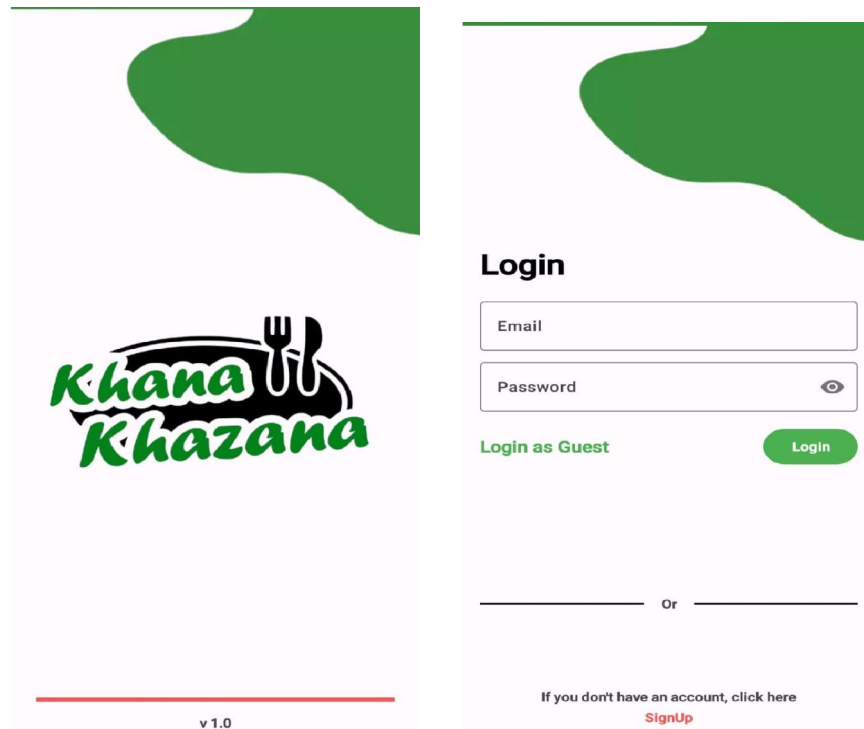 Khana
Khazana
v 1.0
Login
Email
Password
Login as Guest
Login
Or
If you don't have an account, click here
SignUp